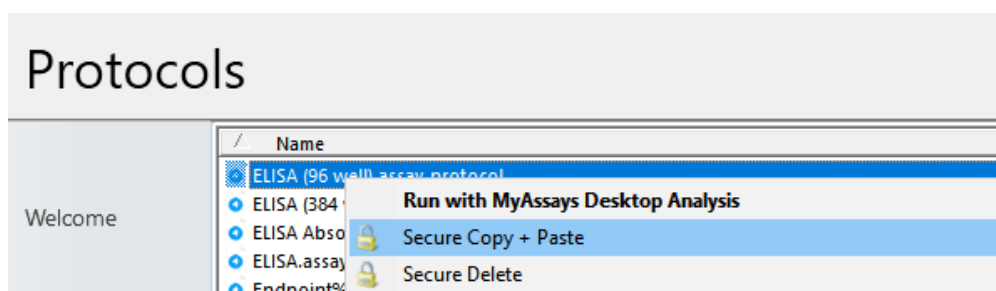 Protocols
Name
ELISA (96 well) assay-protocol
Welcome
ELISA (384
Run with MyAssays Desktop Analysis
ELISA Abso
Secure Copy + Paste
ELISA.assay
Secure Delete
Endpoint%